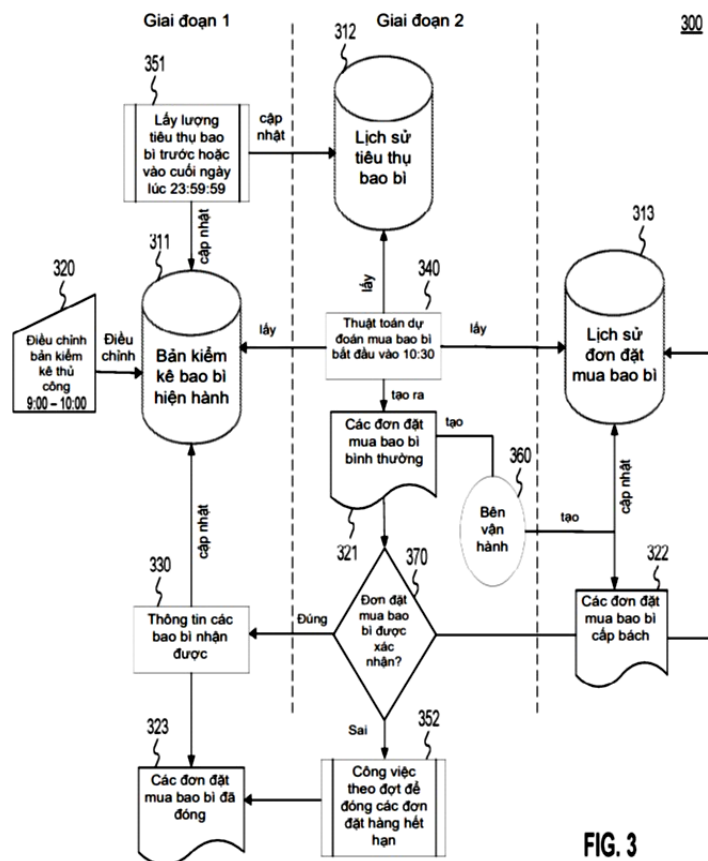 Giai đoạn 1
Giai đoạn 2
300
351
Lấy lượng
tiêu thụ bao
bì trước hoặc
vào cuối ngày
lúc 23:59:59
cập
nhật
312
Lịch sử
tiêu thụ
bao bì
cập nhật
311
320
Điều chỉnh
bản kiểm
kê thủ
công
9:00 – 10:00
Điều
chỉnh
Bản kiểm
kê bao bì
hiện hành
lấy
lấy
340
Thuật toán dự
đoán mua bao bì
bắt đầu vào 10:30
lấy
313
Lịch sử
đơn đặt
mua bao bì
tạo ra
Các đơn đặt
mua bao bì
bình thường
tạo
360
Bên
vận
hành
tạo
cập nhật
321
cập nhật
330
Thông tin các
bao bì nhận
được
Đúng
370
Đơn đặt
mua bao
bì được
xác
nhận?
322
Các đơn đặt
mua bao bì
cấp bách
Sai
323
Các đơn đặt
mua bao bì đã
đóng
352
Công việc
theo đợt để
đóng các đơn
đặt hàng hết
hạn
FIG. 3